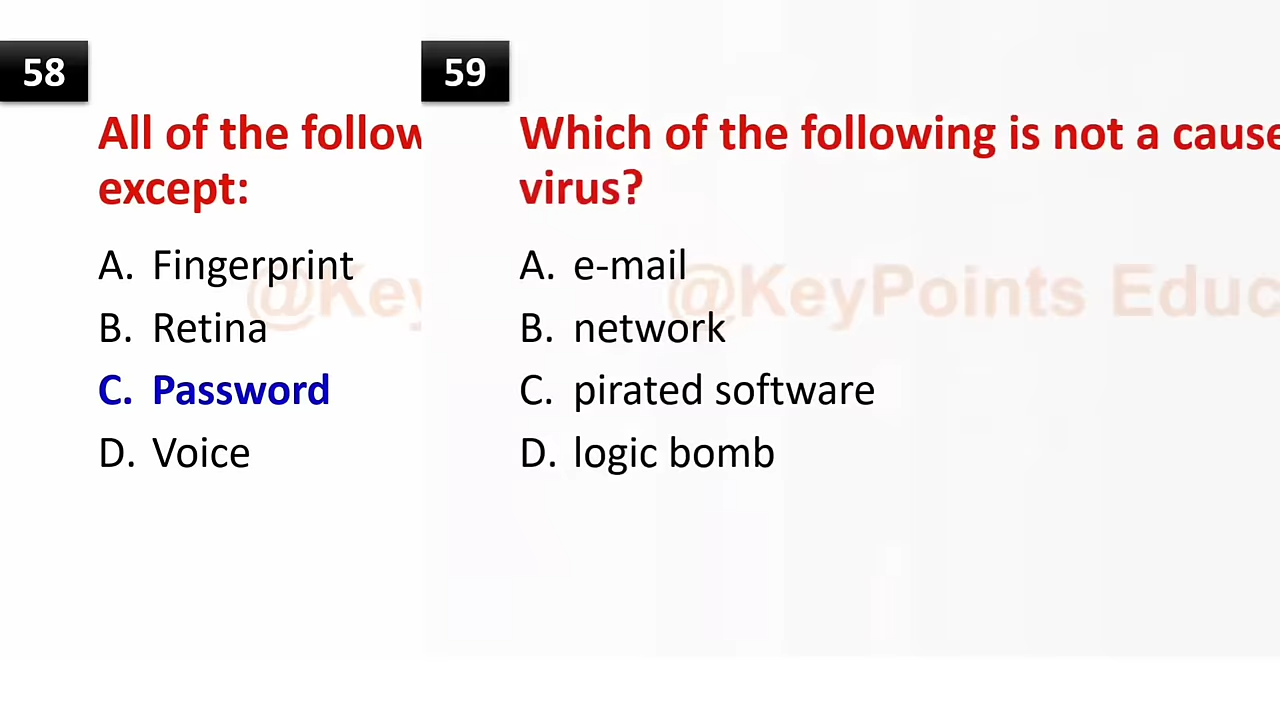 58
All of the follow
except:
A. Fingerprint
B. Retina
C. Password
D. Voice
59
Which of the following is not a cause
virus?
A. e-mail
B. network
C. pirated software
D. logic bomb
@Key
@KeyPoints Educ